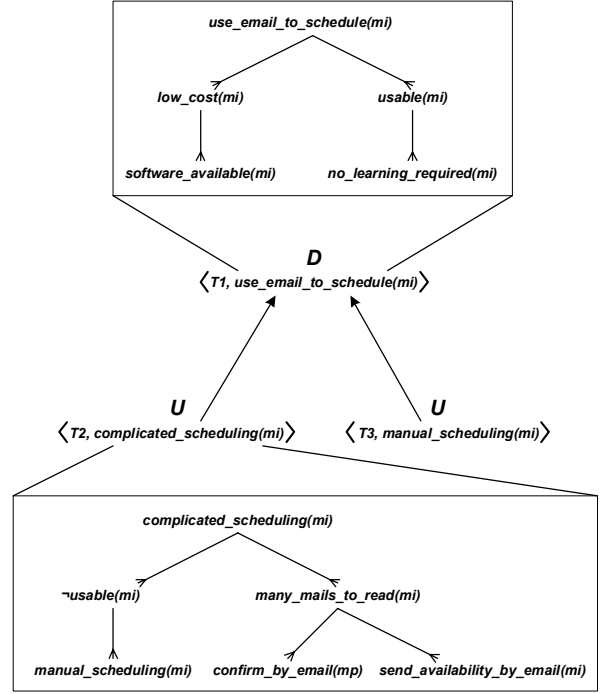 use_email_to_schedule(mi)
low_cost(mi) usable(mi)
software_available(mi) no_learning_required(mi)
D
⟨T1, use_email_to_schedule(mi)⟩
U U
⟨T2, complicated_scheduling(mi)⟩ ⟨T3, manual_scheduling(mi)⟩
complicated_scheduling(mi)
¬usable(mi) many_mails_to_read(mi)
manual_scheduling(mi) confirm_by_email(mp) send_availability_by_email(mi)